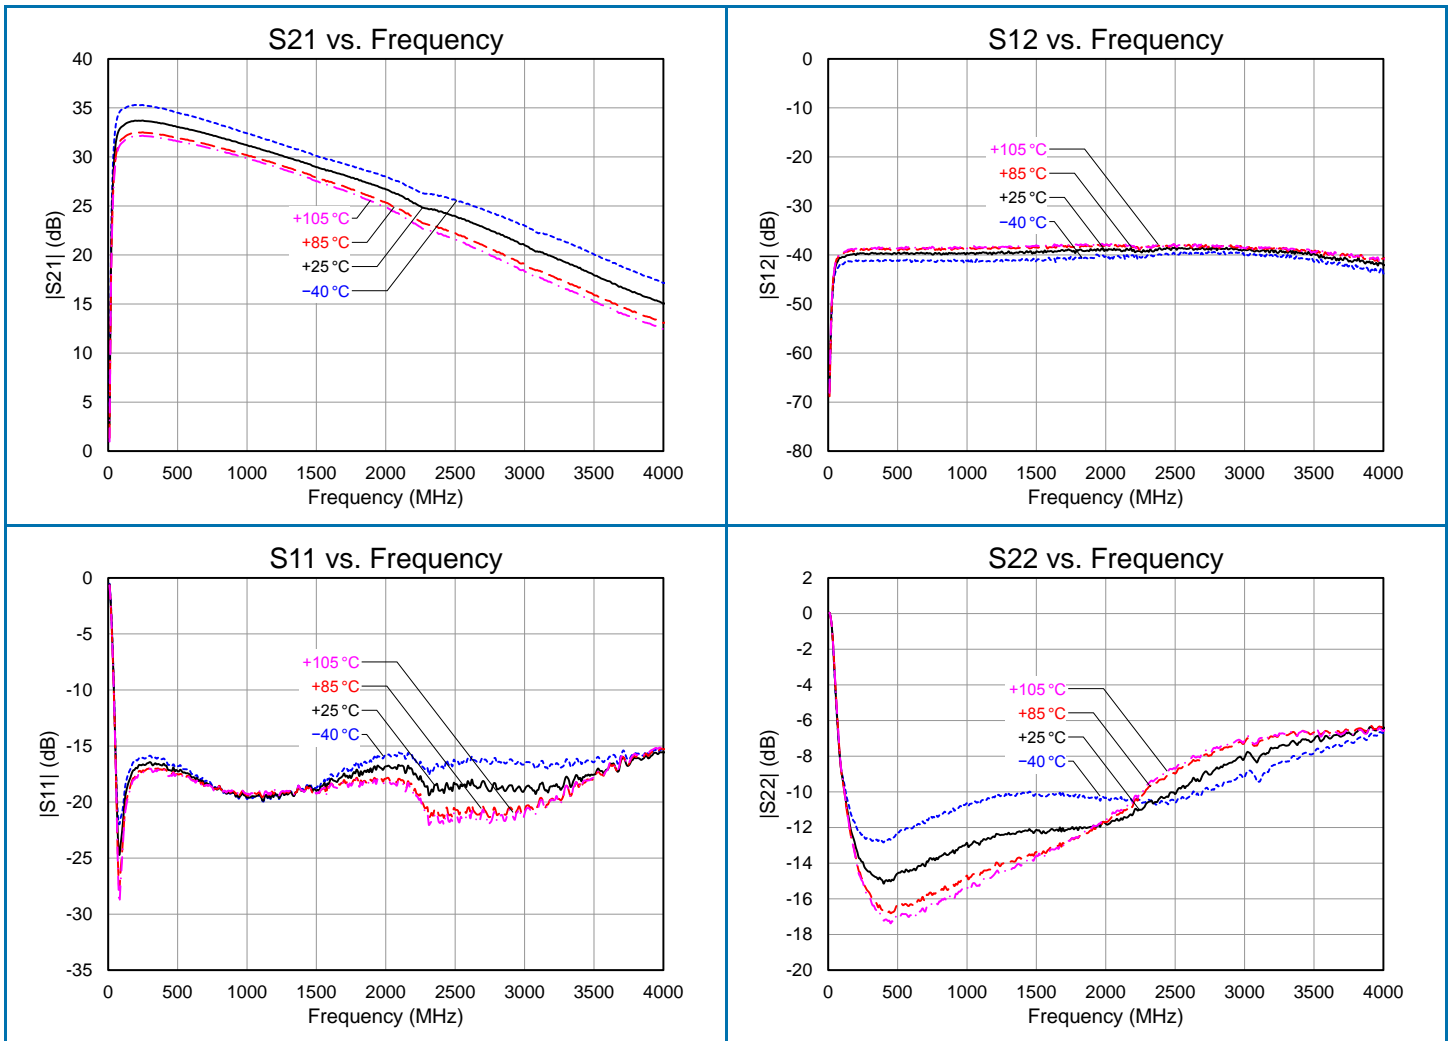 S21 vs. Frequency
40
35
30
25
20
15
10
5
0
|S21| (dB)
+105 °C
+85 °C
+25 °C
−40 °C
0 500 1000 1500 2000 2500 3000 3500 4000
Frequency (MHz)
S12 vs. Frequency
0
-10
-20
-30
-40
-50
-60
-70
-80
|S12| (dB)
+105 °C
+85 °C
+25 °C
−40 °C
0 500 1000 1500 2000 2500 3000 3500 4000
Frequency (MHz)
S11 vs. Frequency
0
-5
-10
-15
-20
-25
-30
-35
|S11| (dB)
+105 °C
+85 °C
+25 °C
−40 °C
0 500 1000 1500 2000 2500 3000 3500 4000
Frequency (MHz)
S22 vs. Frequency
2
0
-2
-4
-6
-8
-10
-12
-14
-16
-18
-20
|S22| (dB)
+105 °C
+85 °C
+25 °C
−40 °C
0 500 1000 1500 2000 2500 3000 3500 4000
Frequency (MHz)